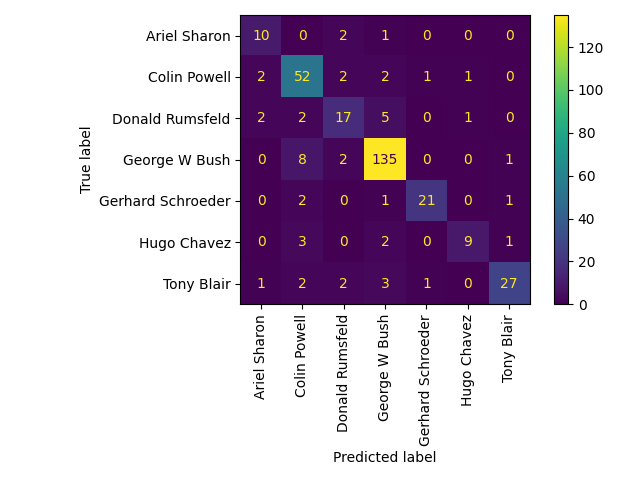 Ariel Sharon 10 0 2 1 0 0 0
Colin Powell 2 52 2 2 1 1 0
Donald Rumsfeld 2 2 17 5 0 1 0
George W Bush 0 8 2 135 0 0 1
Gerhard Schroeder 0 2 0 1 21 0 1
Hugo Chavez 0 3 0 2 0 9 1
Tony Blair 1 2 2 3 1 0 27
True label
Ariel Sharon
Colin Powell
Donald Rumsfeld
George W Bush
Gerhard Schroeder
Hugo Chavez
Tony Blair
Predicted label
120
100
80
60
40
20
0